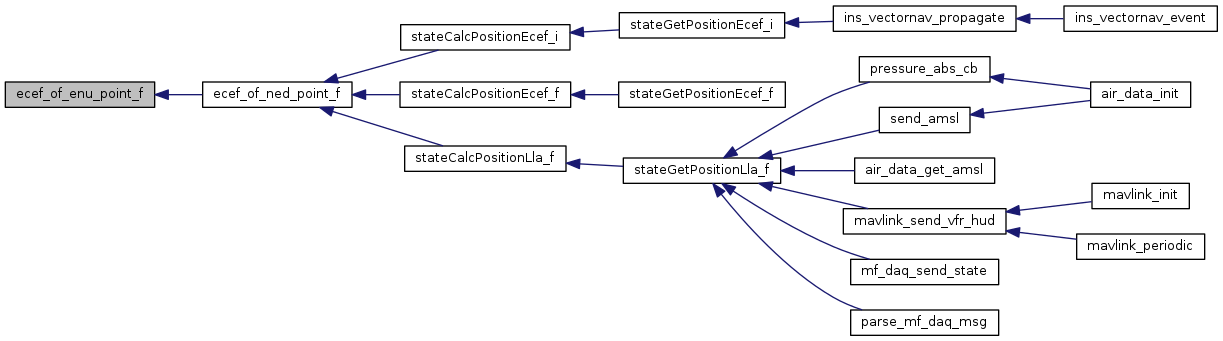 ecef_of_enu_point_f
ecef_of_ned_point_f
stateCalcPositionEcef_i
stateGetPositionEcef_i
ins_vectornav_propagate
ins_vectornav_event
stateCalcPositionEcef_f
stateGetPositionEcef_f
stateCalcPositionLla_f
stateGetPositionLla_f
pressure_abs_cb
air_data_init
send_amsl
air_data_get_amsl
mavlink_send_vfr_hud
mavlink_init
mavlink_periodic
mf_daq_send_state
parse_mf_daq_msg